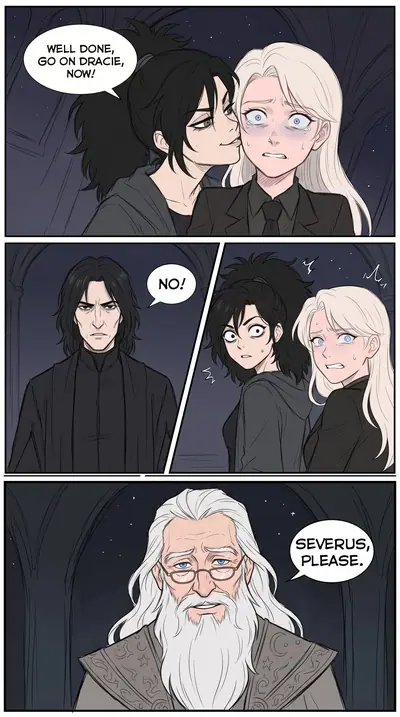 WELL DONE,
GO ON DRACIE,
NOW!
NO!
SEVERUS,
PLEASE.